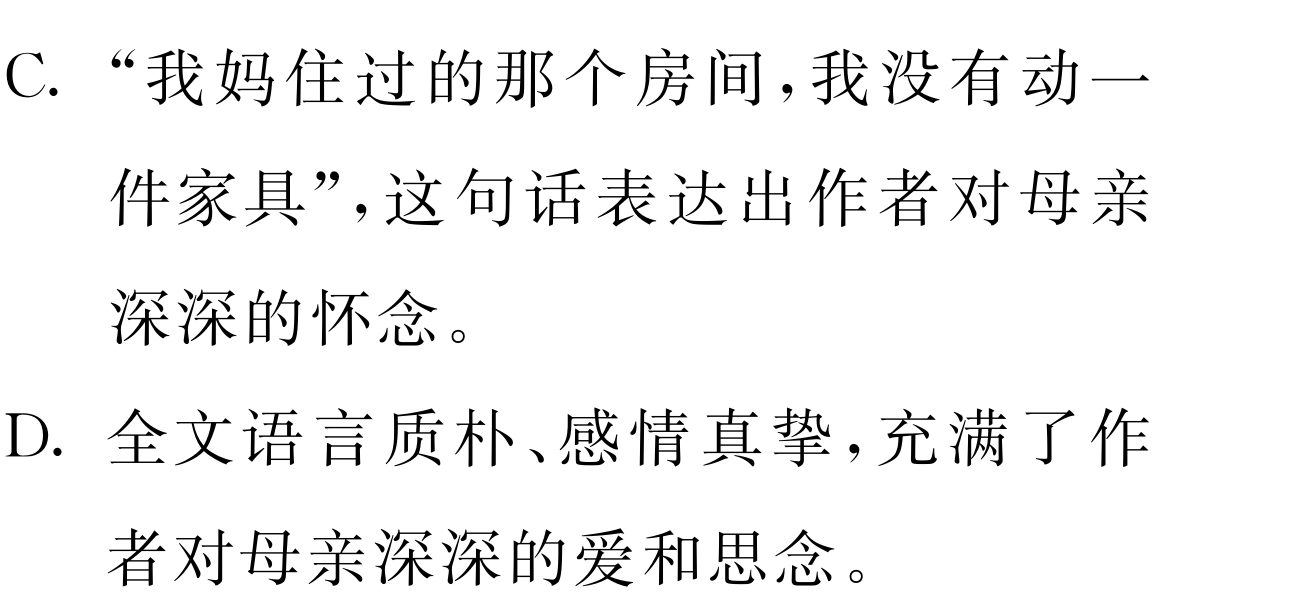 C. “我妈住过的那个房间,我没有动一
件家具”,这句话表达出作者对母亲
深深的怀念。
D. 全文语言质朴、感情真挚,充满了作
者对母亲深深的爱和思念。